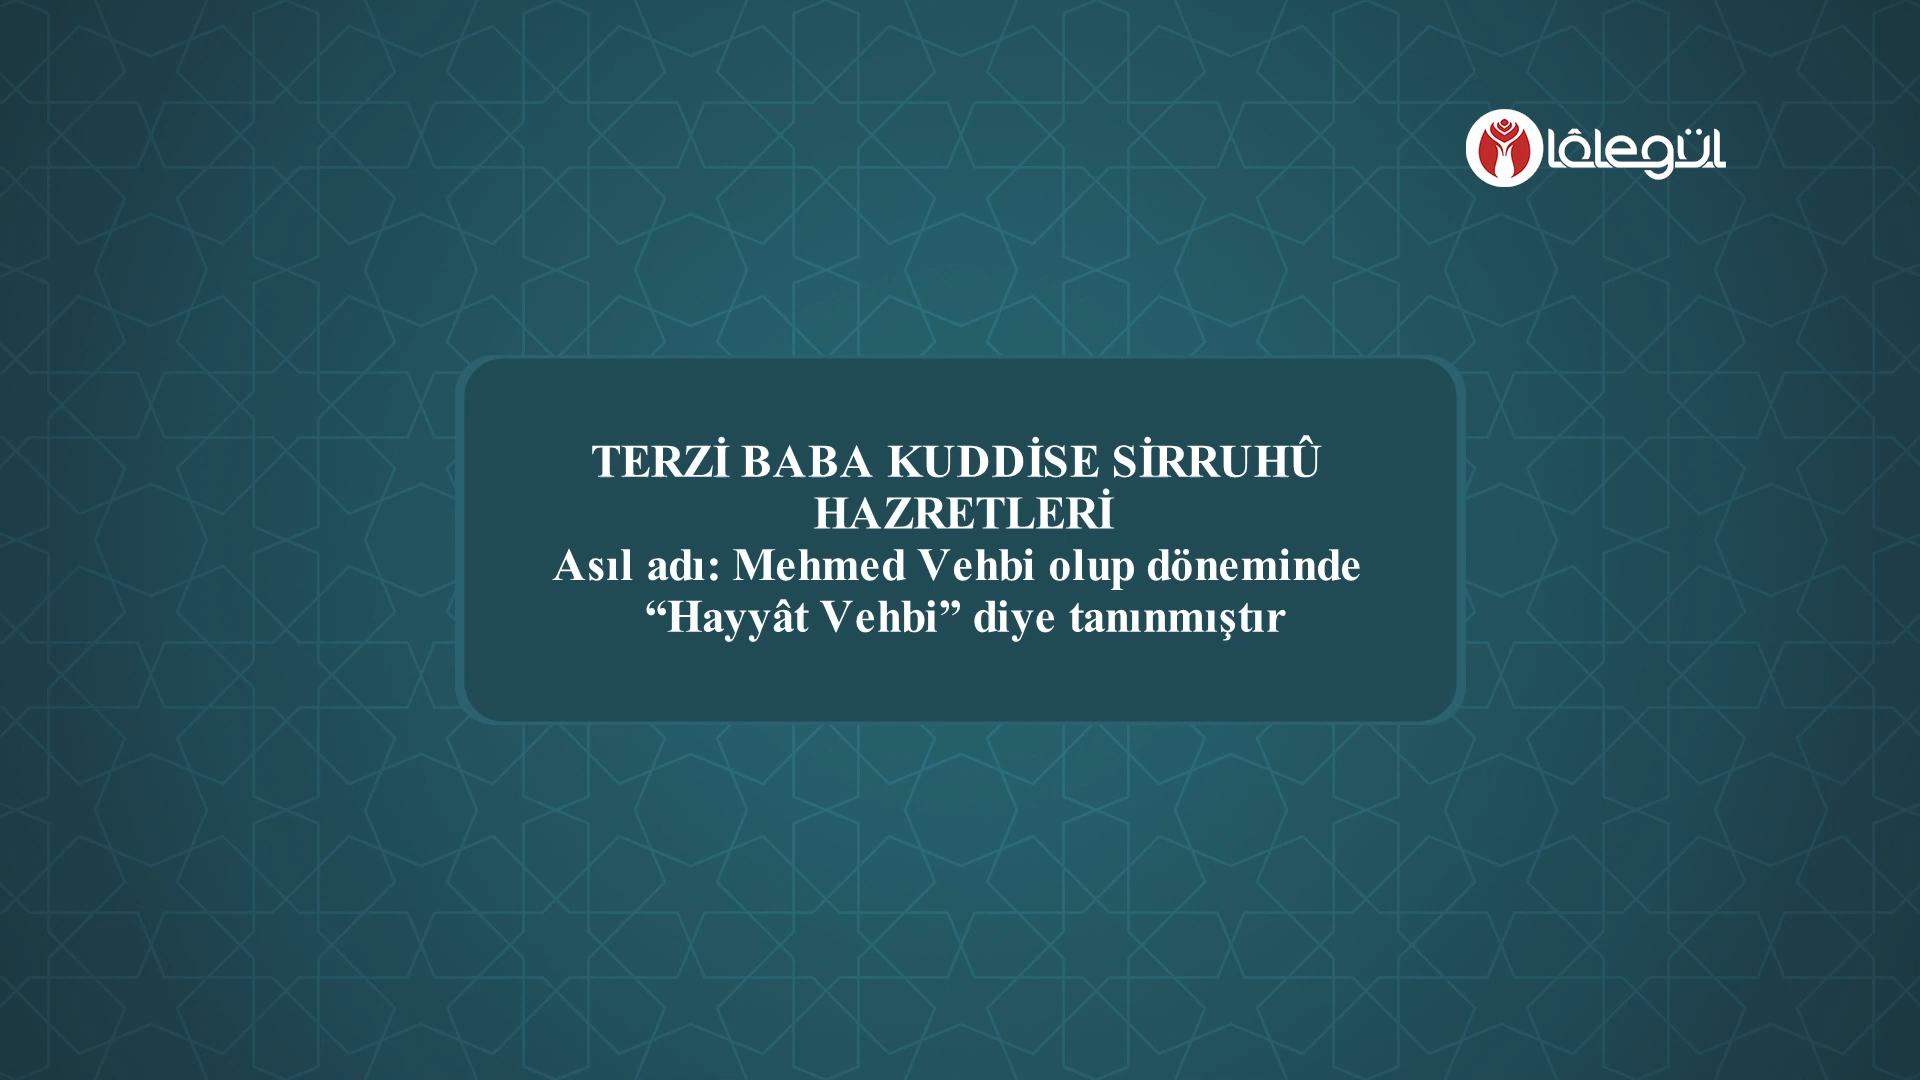 lâlegül
TERZİ BABA KUDDİSE SİRRUHÛ
HAZRETLERİ
Asıl adı: Mehmed Vehbi olup döneminde
“Hayyât Vehbi” diye tanınmıştır